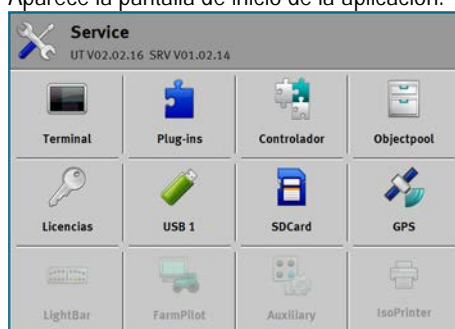 Aparece la pantalla de inicio de la aplicación:
Service
UT V02.02.16 SRV V01.02.14
Terminal
Plug-ins
Controlador
Objectpool
Licencias
USB 1
SDCard
GPS
LightBar
FarmPilot
Auxiliary
IsoPrinter